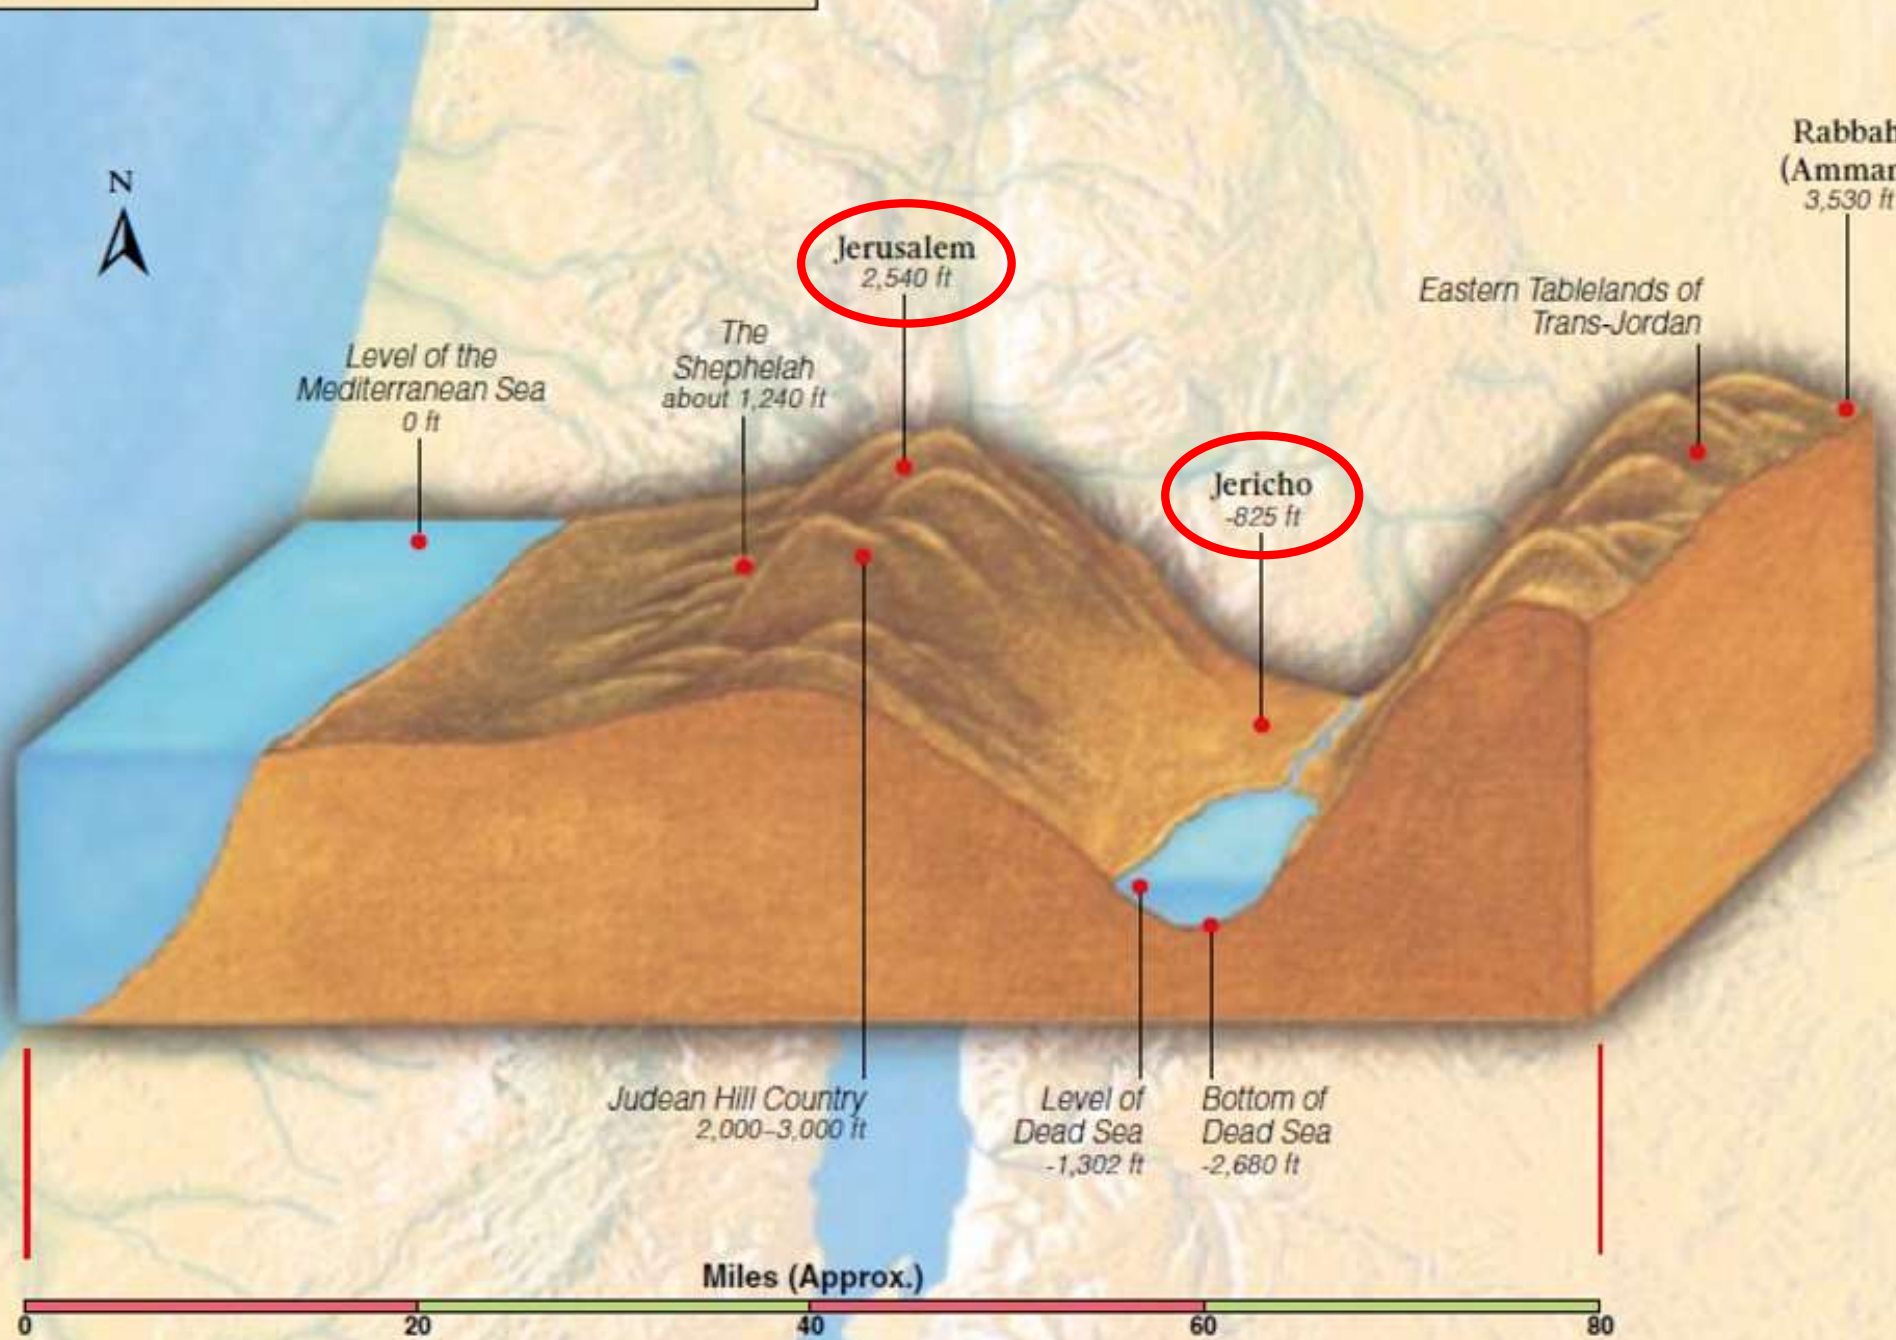 N
Rabbah
(Amman
3,530 ft
Jerusalem
2,540 ft
Eastern Tablelands of
Trans-Jordan
The
Shephelah
about 1,240 ft
Level of the
Mediterranean Sea
0 ft
Jericho
-825 ft
Judean Hill Country
2,000–3,000 ft
Level of
Dead Sea
-1,302 ft
Bottom of
Dead Sea
-2,680 ft
Miles (Approx.)
0 20 40 60 80